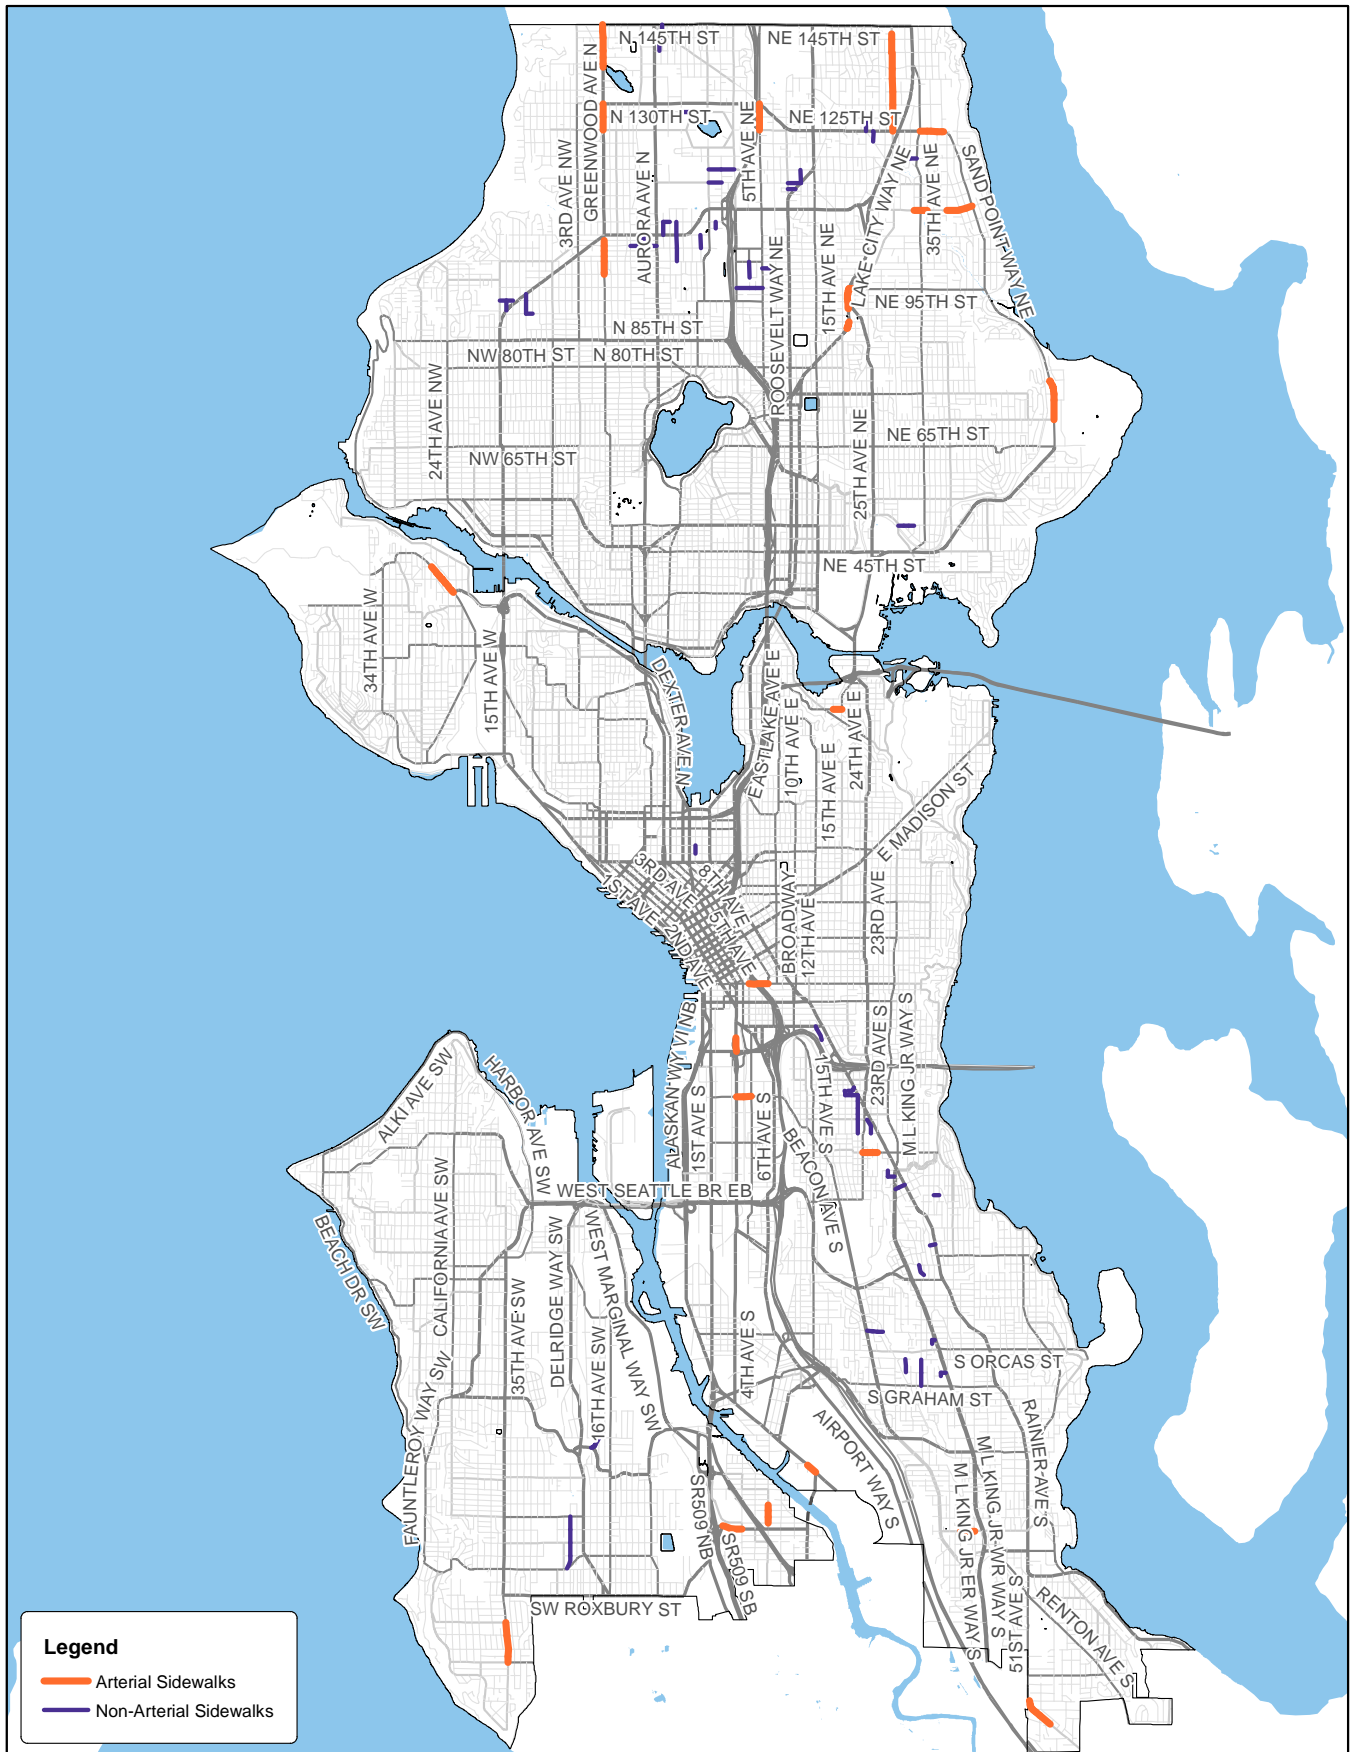 N 145TH ST
NE 145TH ST
GREENWOOD AVE N
N 130TH ST
NE 125TH ST
5TH AVE NE
3RD AVE NW
AURORA AVE N
LAKE CITY WAY NE
35TH AVE NE
SAND POINT WAY NE
15TH AVE NE
ROOSEVELT WAY NE
NE 95TH ST
N 85TH ST
NW 80TH ST
N 80TH ST
24TH AVE NW
NW 65TH ST
NE 65TH ST
25TH AVE NE
NE 45TH ST
34TH AVE W
15TH AVE W
DEXTER AVE N
EASTLAKE AVE E
10TH AVE E
15TH AVE E
24TH AVE E
E MADISON ST
3RD AVE
8TH AVE
1ST AVE
5TH AVE
2ND AVE
BROADWAY
12TH AVE
23RD AVE
ALASKAN WY VI NB
1ST AVE S
6TH AVE S
15TH AVE S
23RD AVE S
M L KING JR WAY S
BEACON AVE S
ALKI AVE SW
HARBOR AVE SW
WEST SEATTLE BR EB
BEACH DR SW
CALIFORNIA AVE SW
35TH AVE SW
DELRIDGE WAY SW
16TH AVE SW
WEST MARGINAL WAY SW
4TH AVE S
S ORCAS ST
S GRAHAM ST
FAUNTLEROY WAY SW
AIRPORT WAY S
RAINIER AVE S
M L KING JR WR WAY S
M L KING JR ER WAY S
SR509 NB
SR509 SB
SW ROXBURY ST
51ST AVE S
RENTON AVE S
Legend
Arterial Sidewalks
Non-Arterial Sidewalks